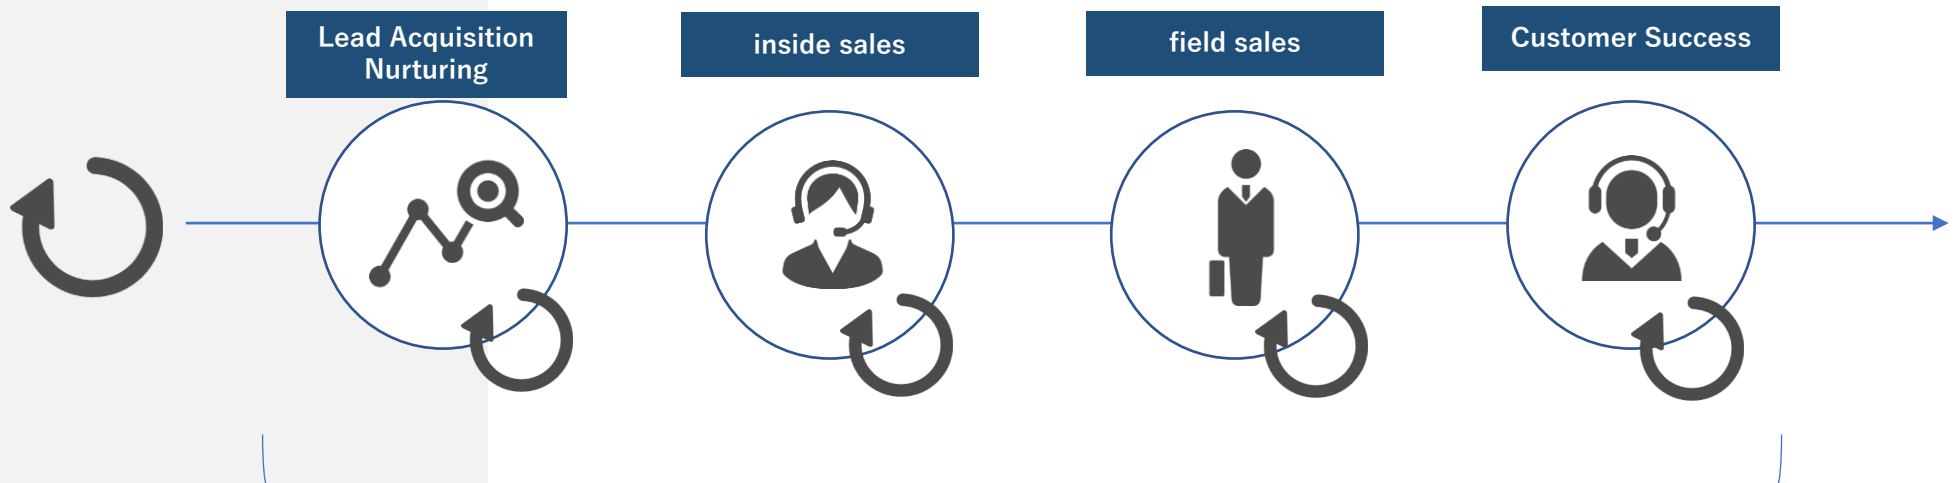 Lead Acquisition
Nurturing
inside sales
field sales
Customer Success